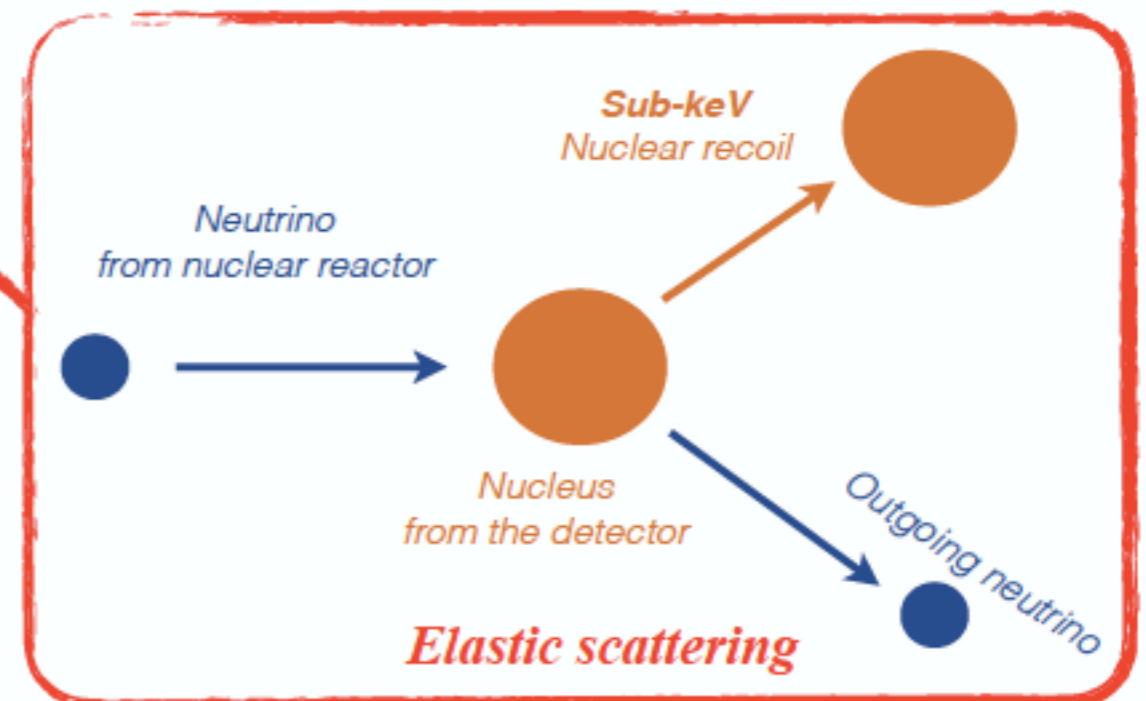 Sub-keV
Nuclear recoil
Neutrino
from nuclear reactor
Nucleus
from the detector
Outgoing neutrino
Elastic scattering